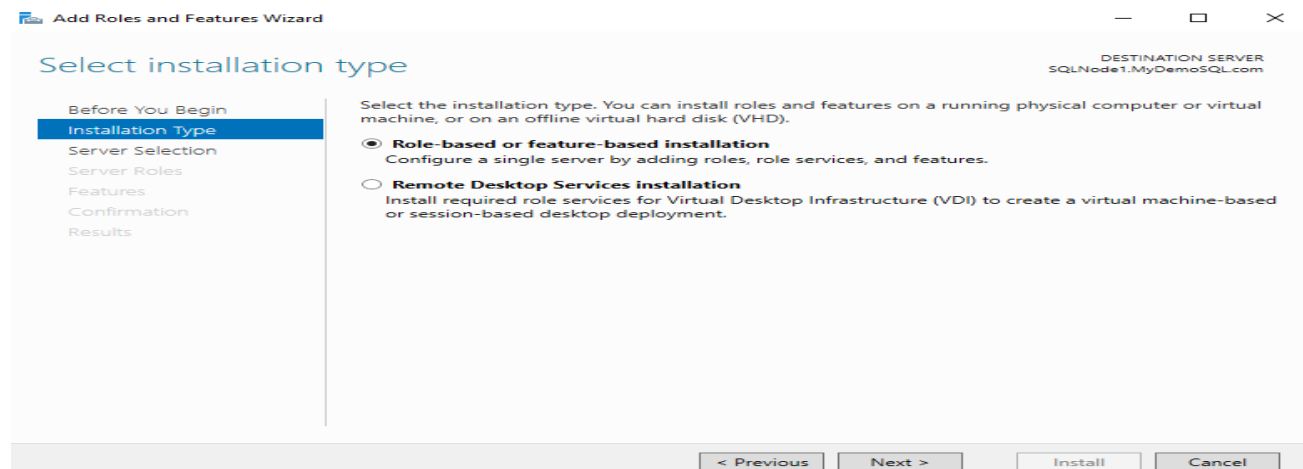 Add Roles and Features Wizard
Select installation type
DESTINATION SERVER
SQLNode1.MyDemoSQL.com
Before You Begin
Installation Type
Server Selection
Server Roles
Features
Confirmation
Results
Select the installation type. You can install roles and features on a running physical computer or virtual
machine, or on an offline virtual hard disk (VHD).
Role-based or feature-based installation
Configure a single server by adding roles, role services, and features.
Remote Desktop Services installation
Install required role services for Virtual Desktop Infrastructure (VDI) to create a virtual machine-based
or session-based desktop deployment.
< Previous
Next >
Install
Cancel